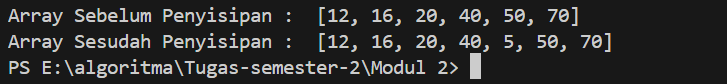 Array Sebelum Penyisipan :  [12, 16, 20, 40, 50, 70]
Array Sesudah Penyisipan :  [12, 16, 20, 40, 5, 50, 70]
PS E:\algoritma\Tugas-semester-2\Modul 2>